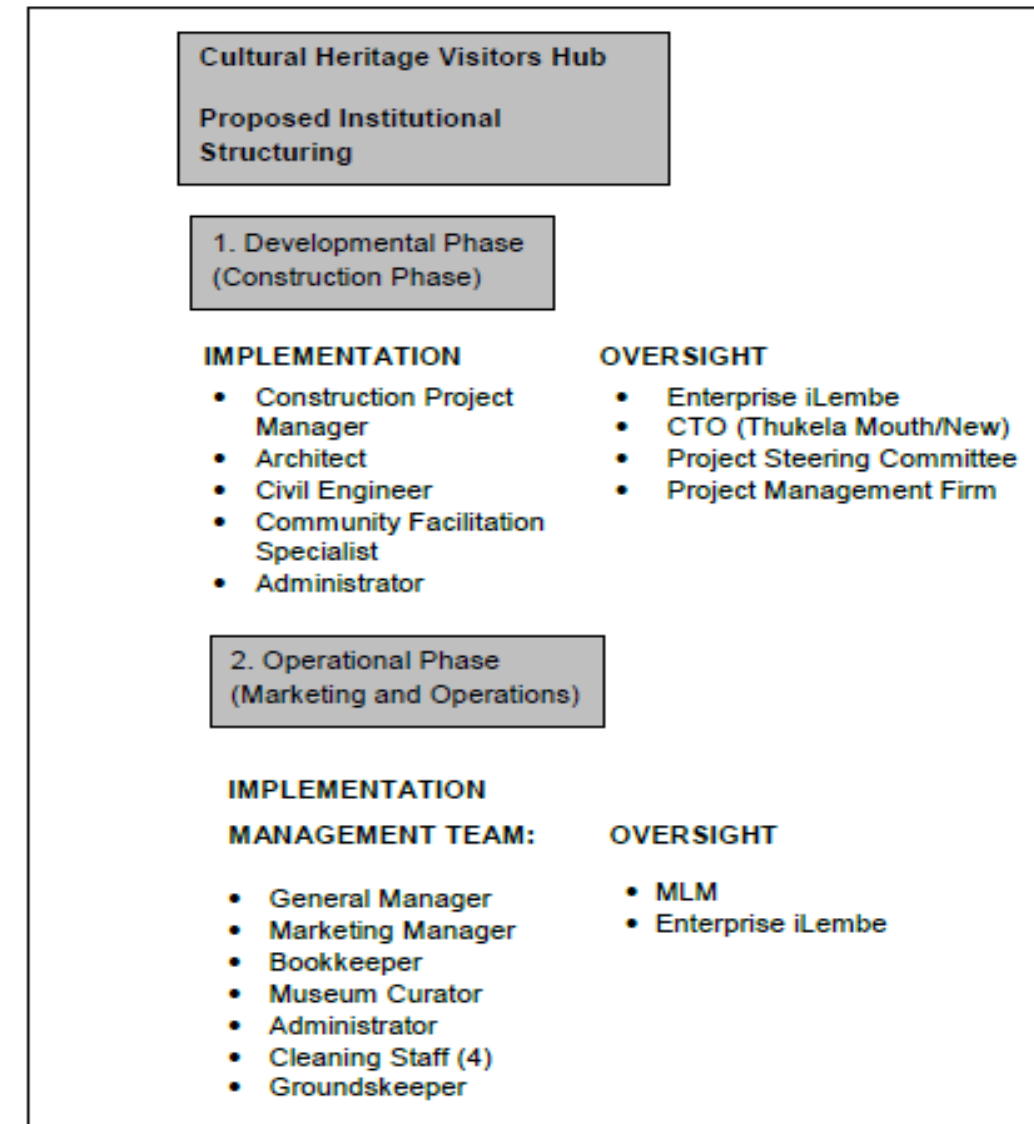 Cultural Heritage Visitors Hub
Proposed Institutional
Structuring
1. Developmental Phase
(Construction Phase)
IMPLEMENTATION
• Construction Project
Manager
• Architect
• Civil Engineer
• Community Facilitation
Specialist
• Administrator
OVERSIGHT
• Enterprise iLembe
• CTO (Thukela Mouth/New)
• Project Steering Committee
• Project Management Firm
2. Operational Phase
(Marketing and Operations)
IMPLEMENTATION
MANAGEMENT TEAM:
• General Manager
• Marketing Manager
• Bookkeeper
• Museum Curator
• Administrator
• Cleaning Staff (4)
• Groundskeeper
OVERSIGHT
• MLM
• Enterprise iLembe